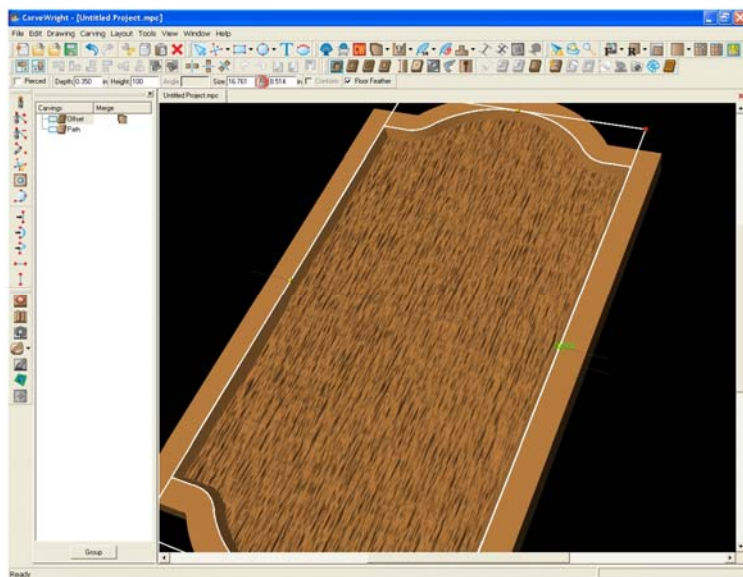 CarveWright - [Untitled Project.mpc]
File Edit Drawing Carving Layout Tools View Window Help
Pierced Depth: 0.350 in Height: 100 Angle: Size: 16.761 8.514 in Contain Floor Feather
Untitled Project.mpc
Carvings Merge
Offset
Path
Group
Ready